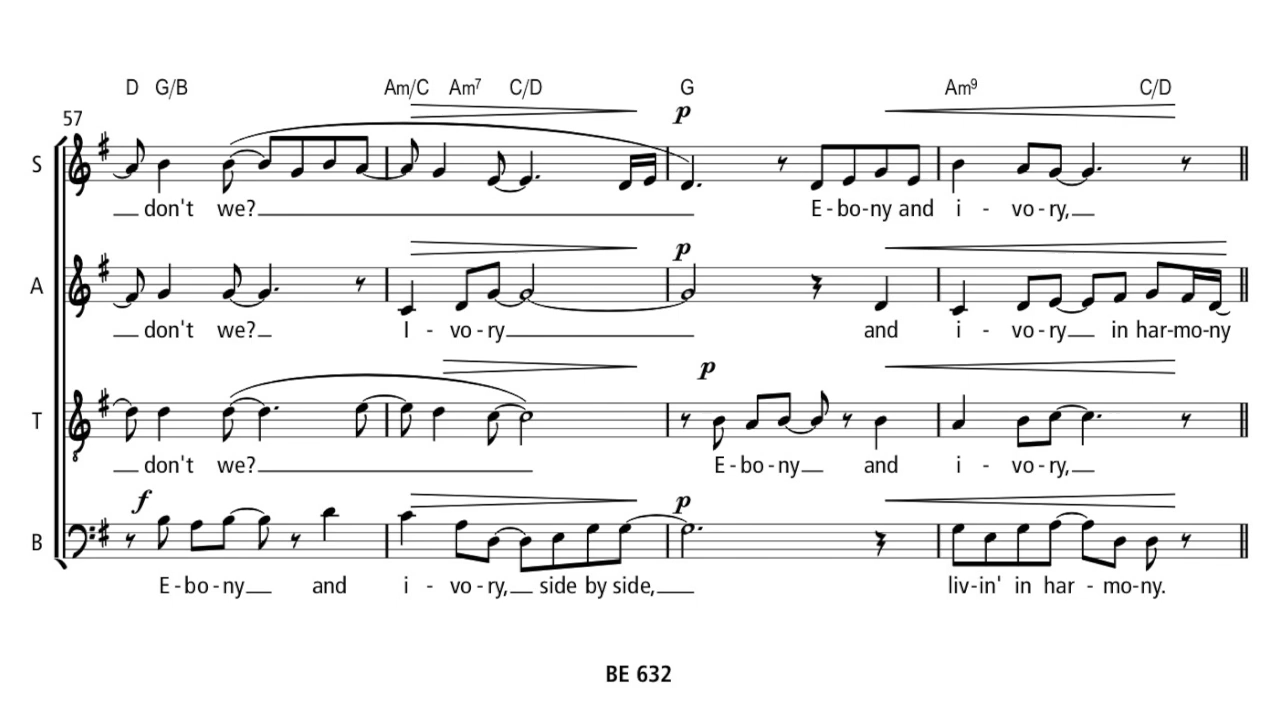 D G/B Am/C Am7 C/D G Am9 C/D
57
p
S
don't we? E - bo - ny and i - vo - ry,
p
A
don't we? I - vo - ry and i - vo - ry in har-mo-ny
p
T
don't we? E - bo - ny and i - vo - ry,
f p
B
E - bo - ny and i - vo - ry, side by side, liv-in' in har - mo-ny.
BE 632